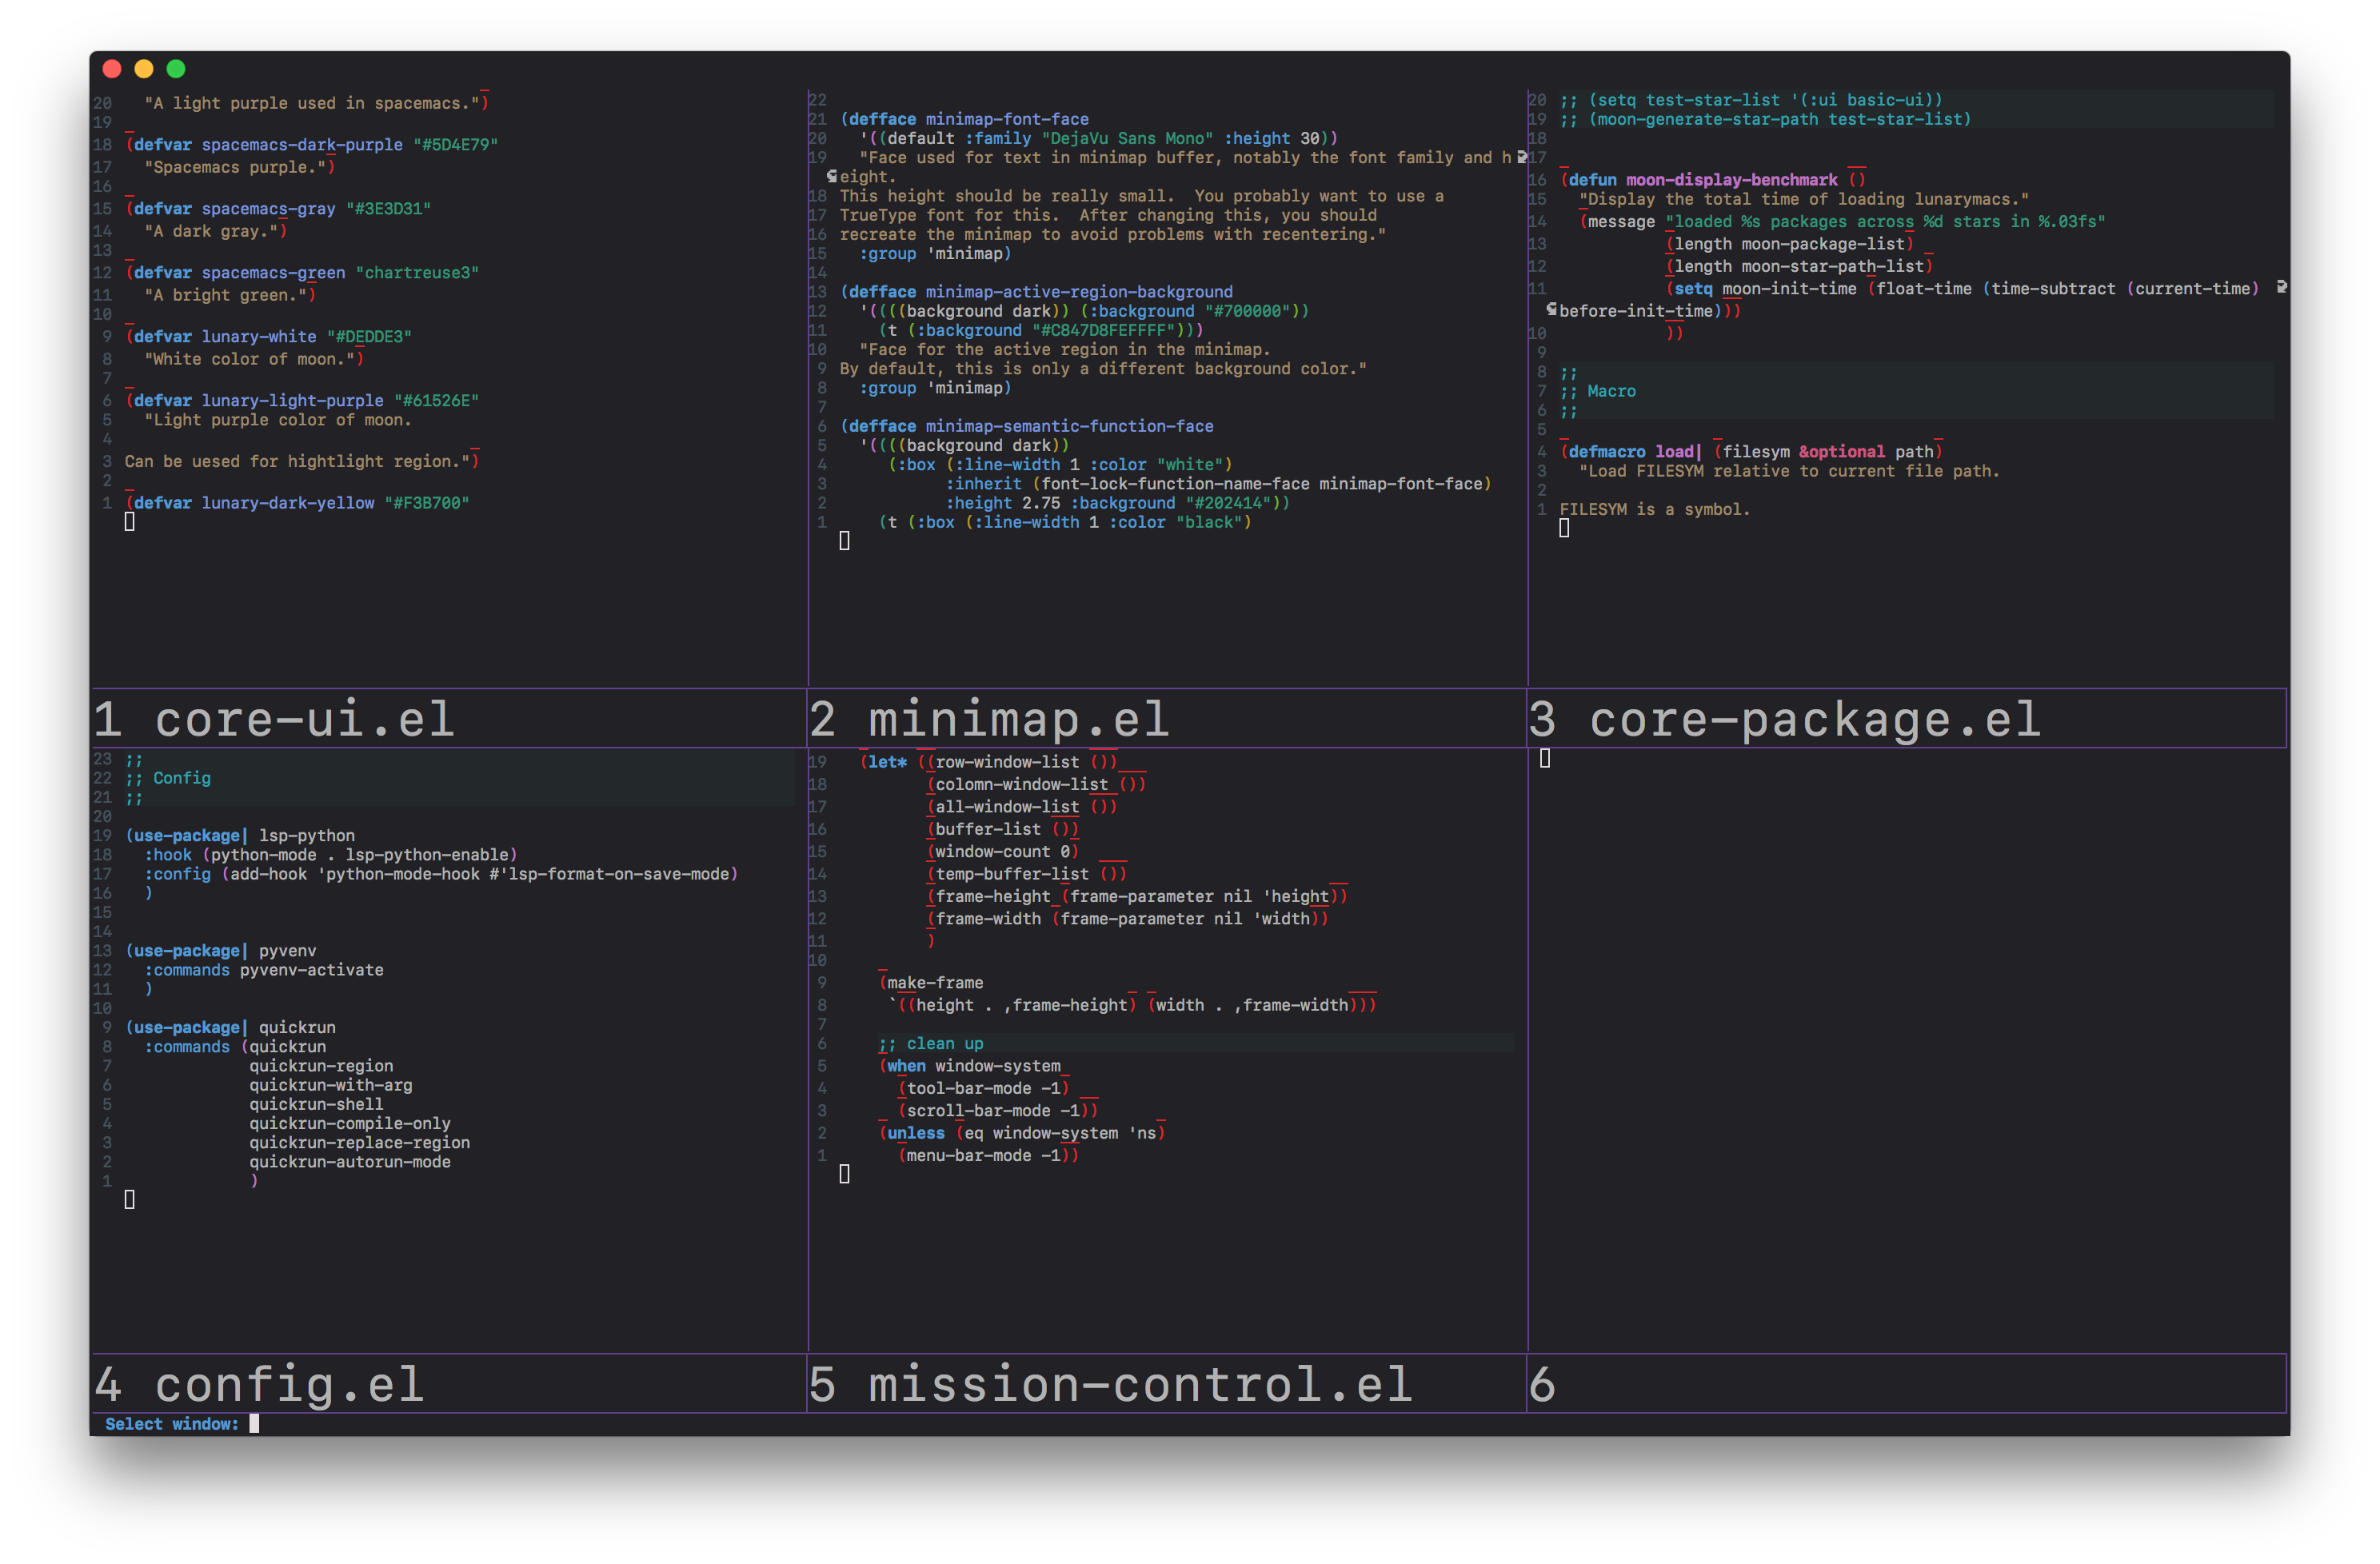 20   "A light purple used in spacemacs.")
19
18 (defvar spacemacs-dark-purple "#5D4E79"
17   "Spacemacs purple.")
16
15 (defvar spacemacs-gray "#3E3D31"
14   "A dark gray.")
13
12 (defvar spacemacs-green "chartreuse3"
11   "A bright green.")
10
9 (defvar lunary-white "#DEDDE3"
8   "White color of moon.")
7
6 (defvar lunary-light-purple "#61526E"
5   "Light purple color of moon.
4
3 Can be uesed for hightlight region.")
2
1 (defvar lunary-dark-yellow "#F3B700"
1 core-ui.el
22
21 (defface minimap-font-face
20   '((default :family "DejaVu Sans Mono" :height 30))
19   "Face used for text in minimap buffer, notably the font family and h
eight.
18 This height should be really small.  You probably want to use a
17 TrueType font for this.  After changing this, you should
16 recreate the minimap to avoid problems with recentering."
15   :group 'minimap)
14
13 (defface minimap-active-region-background
12   '((((background dark)) (:background "#700000"))
11     (t (:background "#C847D8FEFFFF")))
10   "Face for the active region in the minimap.
9 By default, this is only a different background color."
8   :group 'minimap)
7
6 (defface minimap-semantic-function-face
5   '((((background dark))
4      (:box (:line-width 1 :color "white")
3            :inherit (font-lock-function-name-face minimap-font-face)
2            :height 2.75 :background "#202414"))
1     (t (:box (:line-width 1 :color "black")
2 minimap.el
20 ;; (setq test-star-list '(:ui basic-ui))
19 ;; (moon-generate-star-path test-star-list)
18
17
16 (defun moon-display-benchmark ()
15   "Display the total time of loading lunarymacs."
14   (message "loaded %s packages across %d stars in %.03fs"
13            (length moon-package-list)
12            (length moon-star-path-list)
11            (setq moon-init-time (float-time (time-subtract (current-time)
before-init-time)))
10            ))
9
8 ;;
7 ;; Macro
6 ;;
5
4 (defmacro load| (filesym &optional path)
3   "Load FILESYM relative to current file path.
2
1 FILESYM is a symbol.
3 core-package.el
23 ;;
22 ;; Config
21 ;;
20
19 (use-package| lsp-python
18   :hook (python-mode . lsp-python-enable)
17   :config (add-hook 'python-mode-hook #'lsp-format-on-save-mode)
16   )
15
14
13 (use-package| pyvenv
12   :commands pyvenv-activate
11   )
10
9 (use-package| quickrun
8   :commands (quickrun
7              quickrun-region
6              quickrun-with-arg
5              quickrun-shell
4              quickrun-compile-only
3              quickrun-replace-region
2              quickrun-autorun-mode
1              )
4 config.el
19   (let* ((row-window-list ())
18          (colomn-window-list ())
17          (all-window-list ())
16          (buffer-list ())
15          (window-count 0)
14          (temp-buffer-list ())
13          (frame-height (frame-parameter nil 'height))
12          (frame-width (frame-parameter nil 'width))
11          )
10
9     (make-frame
8      `((height . ,frame-height) (width . ,frame-width)))
7
6     ;; clean up
5     (when window-system
4       (tool-bar-mode -1)
3       (scroll-bar-mode -1))
2     (unless (eq window-system 'ns)
1       (menu-bar-mode -1))
5 mission-control.el
6
Select window: